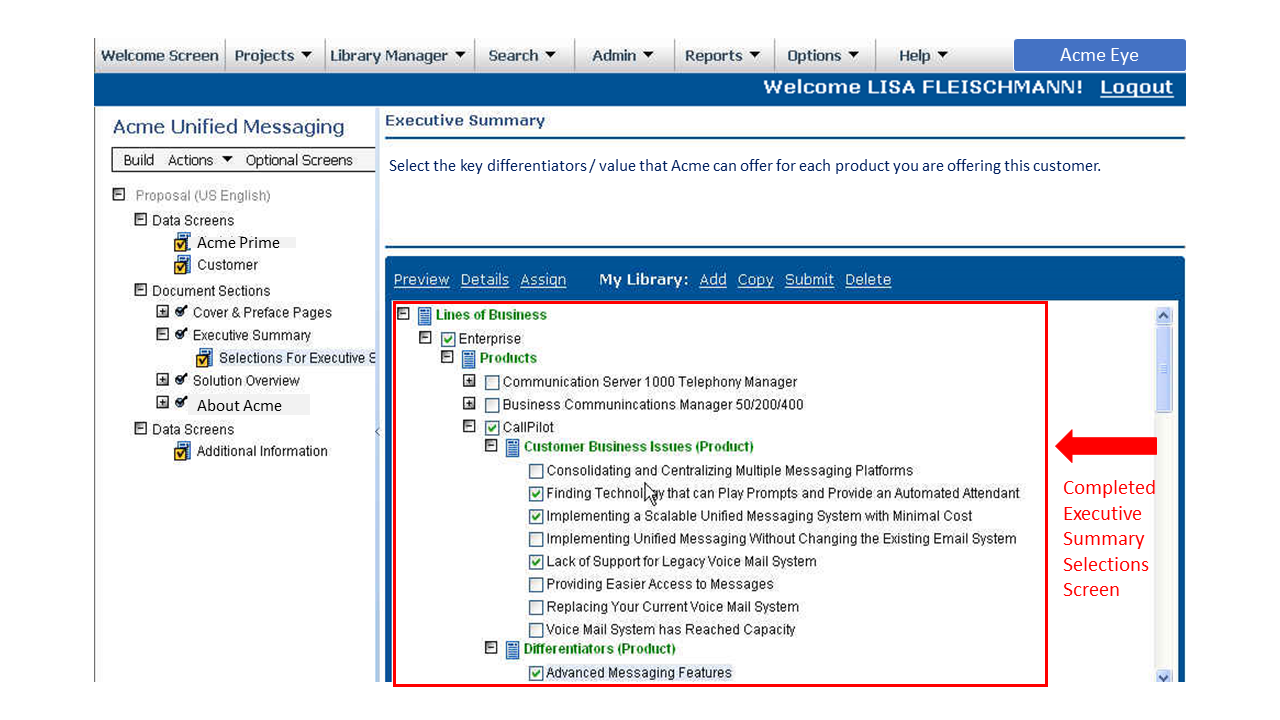 Welcome Screen Projects Library Manager Search Admin Reports Options Help Acme Eye
Welcome LISA FLEISCHMANN! Logout
Acme Unified Messaging
Build Actions Optional Screens
Proposal (US English)
Data Screens
Acme Prime
Customer
Document Sections
Cover & Preface Pages
Executive Summary
Selections For Executive S
Solution Overview
About Acme
Data Screens
Additional Information
Executive Summary
Select the key differentiators / value that Acme can offer for each product you are offering this customer.
Preview Details Assign My Library: Add Copy Submit Delete
Lines of Business
Enterprise
Products
Communication Server 1000 Telephony Manager
Business Communincations Manager 50/200/400
CallPilot
Customer Business Issues (Product)
Consolidating and Centralizing Multiple Messaging Platforms
Finding Technology that can Play Prompts and Provide an Automated Attendant
Implementing a Scalable Unified Messaging System with Minimal Cost
Implementing Unified Messaging Without Changing the Existing Email System
Lack of Support for Legacy Voice Mail System
Providing Easier Access to Messages
Replacing Your Current Voice Mail System
Voice Mail System has Reached Capacity
Differentiators (Product)
Advanced Messaging Features
Completed
Executive
Summary
Selections
Screen